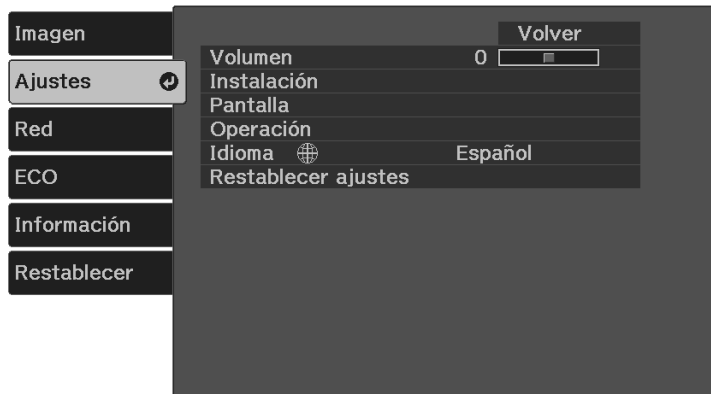 Imagen
Ajustes
Red
ECO
Información
Restablecer
Volver
Volumen 0
Instalación
Pantalla
Operación
Idioma Español
Restablecer ajustes